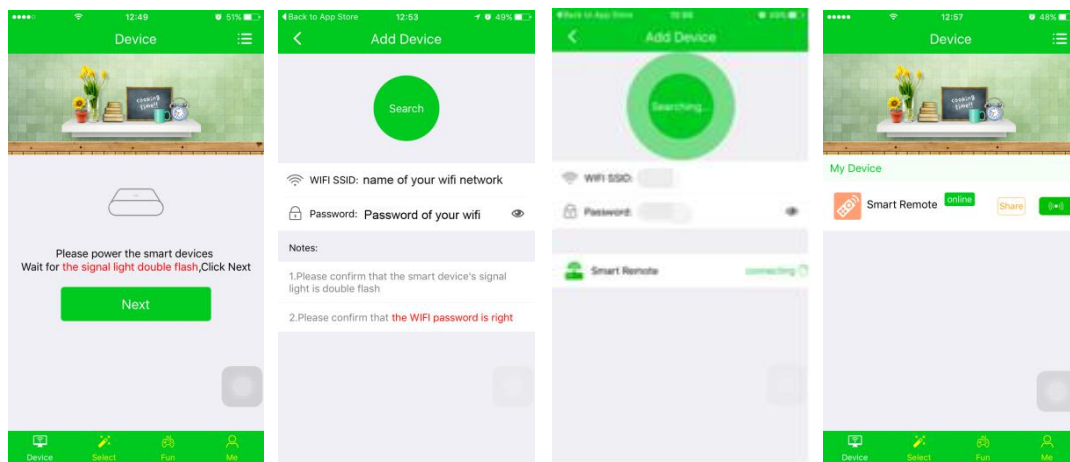 12:49
51%
Device
cooking
time!!
Please power the smart devices
Wait for the signal light double flash,Click Next
Next
Device
Select
Fun
Me
Back to App Store
12:53
49%
Add Device
Search
WIFI SSID: name of your wifi network
Password: Password of your wifi
Notes:
1.Please confirm that the smart device's signal
light is double flash
2.Please confirm that the WIFI password is right
Back to App Store
Add Device
Searching...
WIFI SSID:
Password:
Smart Remote
connecting
12:57
48%
Device
cooking
time!!
My Device
Smart Remote
online
Share
Device
Select
Fun
Me